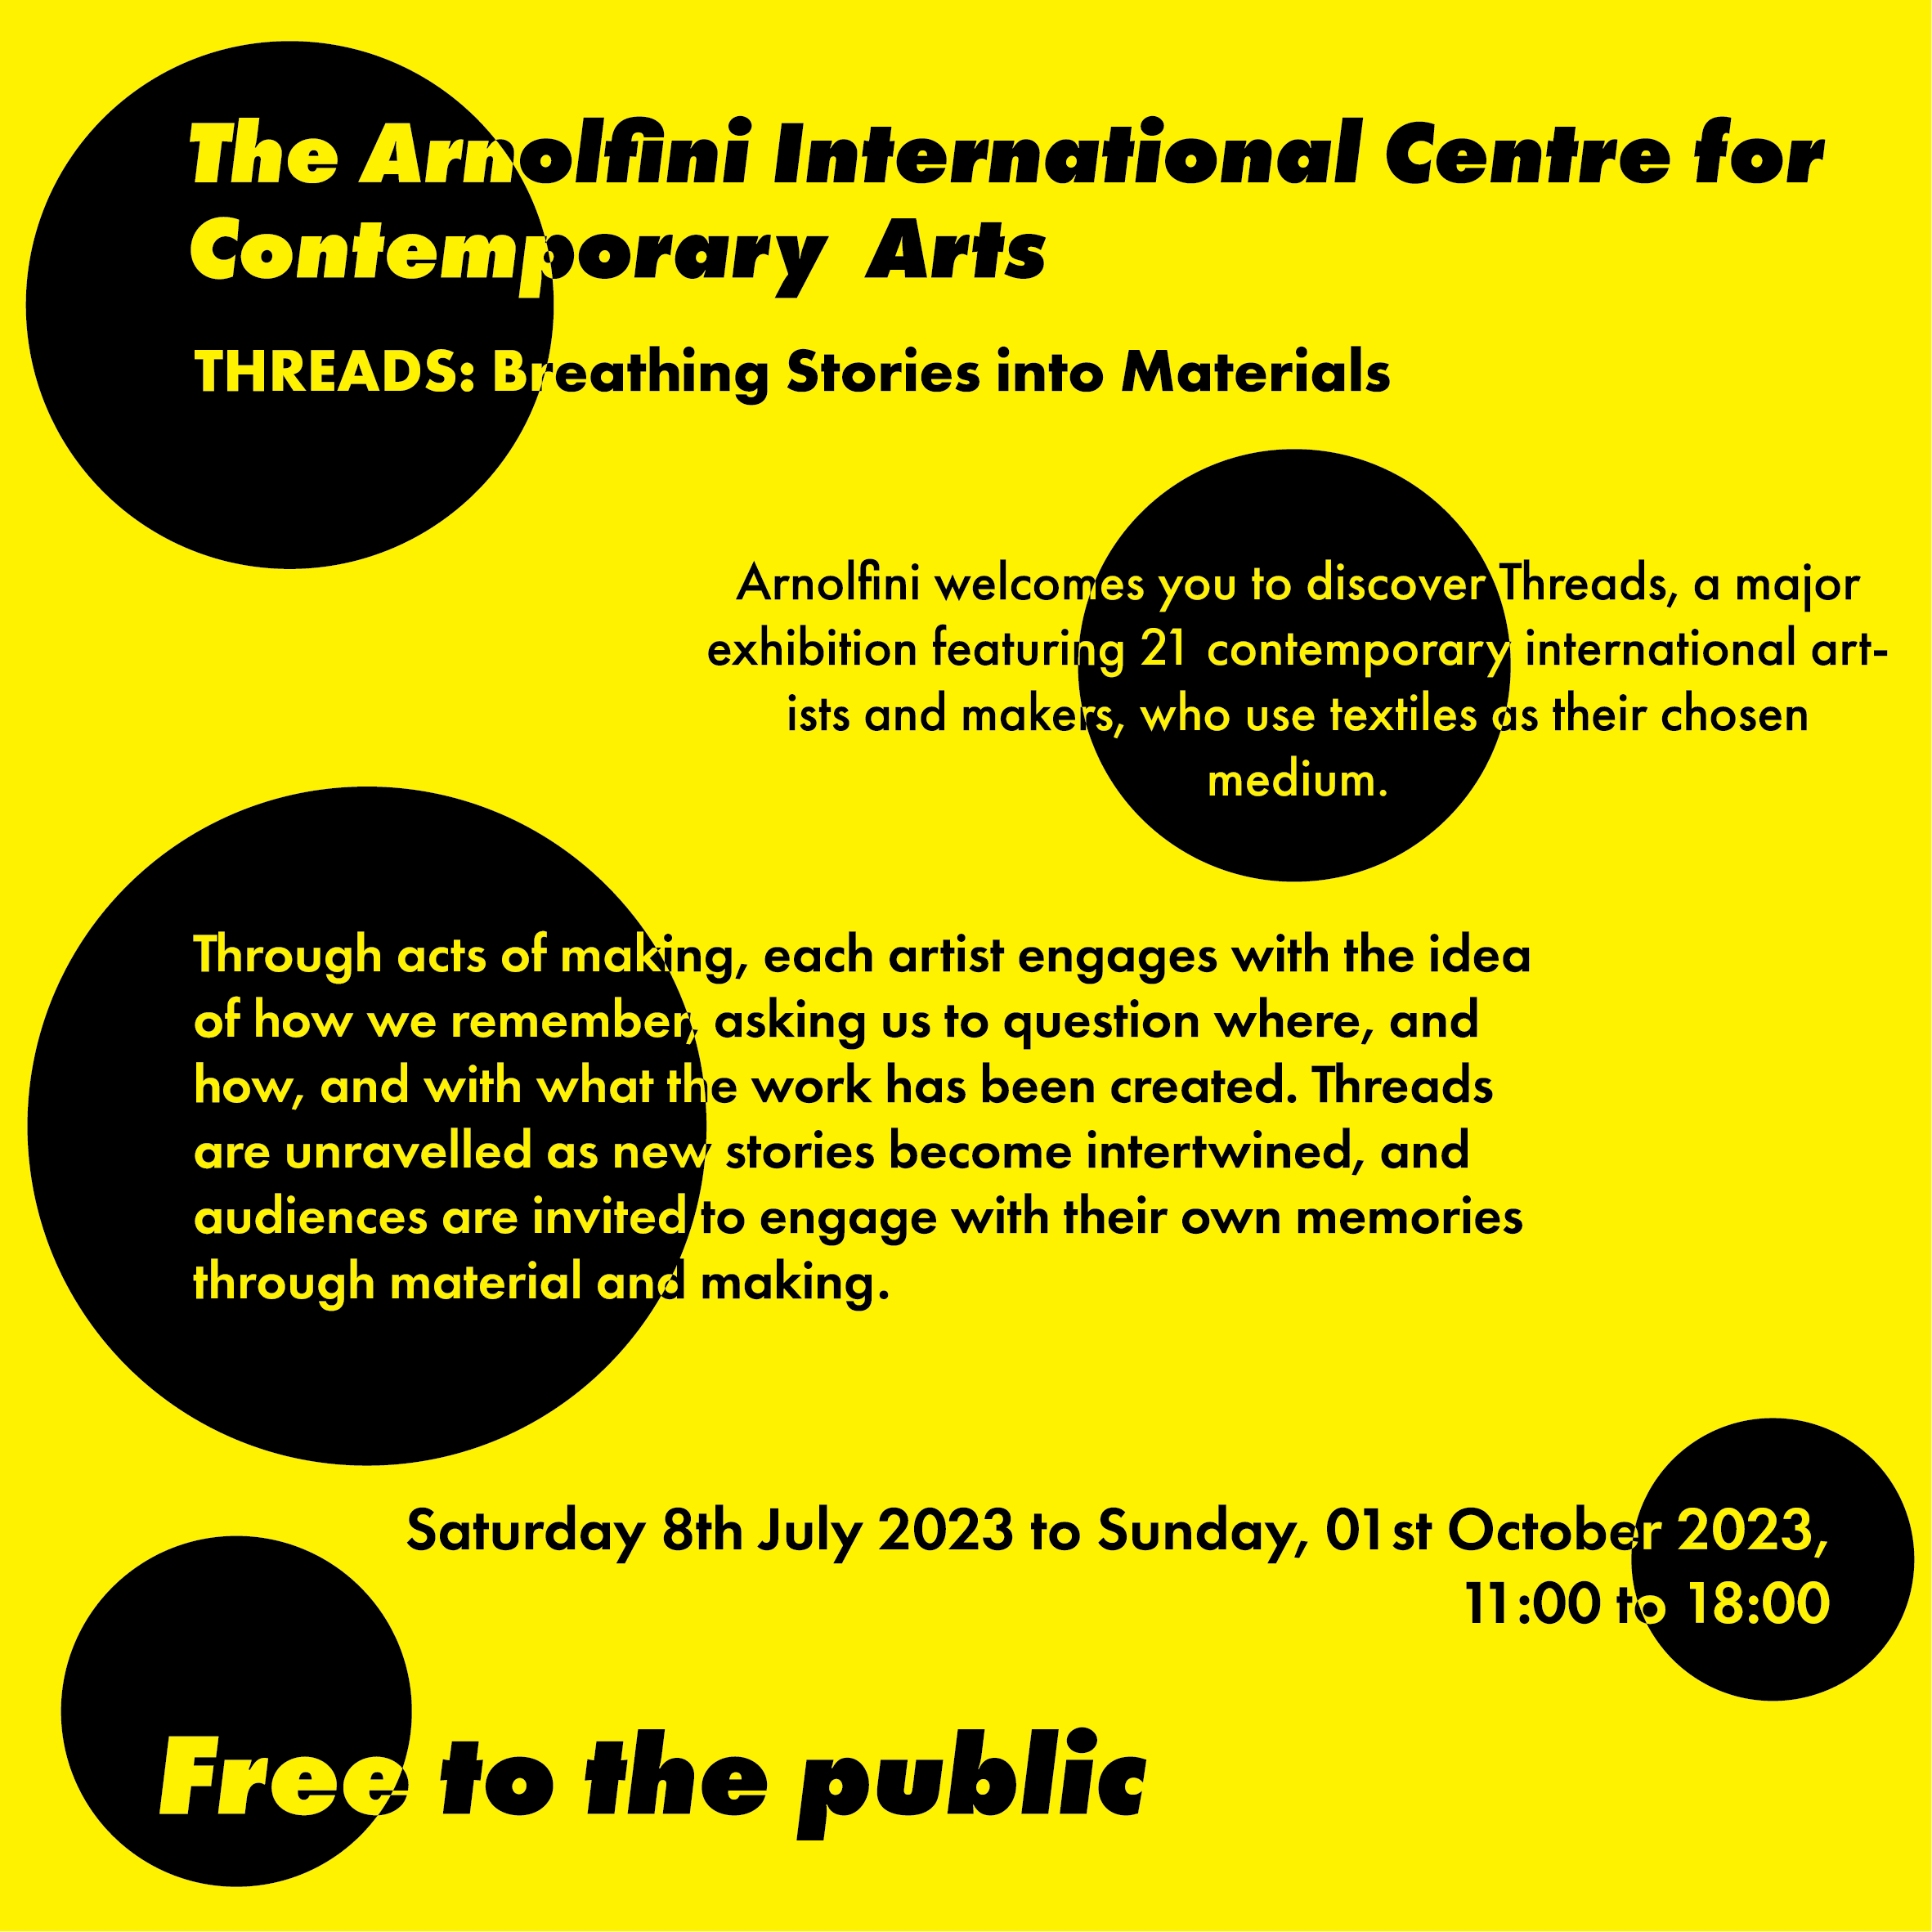 The Arnolfini International Centre for
Contemporary Arts
THREADS: Breathing Stories into Materials
Arnolfini welcomes you to discover Threads, a major
exhibition featuring 21 contemporary international art-
ists and makers, who use textiles as their chosen
medium.
Through acts of making, each artist engages with the idea
of how we remember, asking us to question where, and
how, and with what the work has been created. Threads
are unravelled as new stories become intertwined, and
audiences are invited to engage with their own memories
through material and making.
Saturday 8th July 2023 to Sunday, 01st October 2023,
11:00 to 18:00
Free to the public